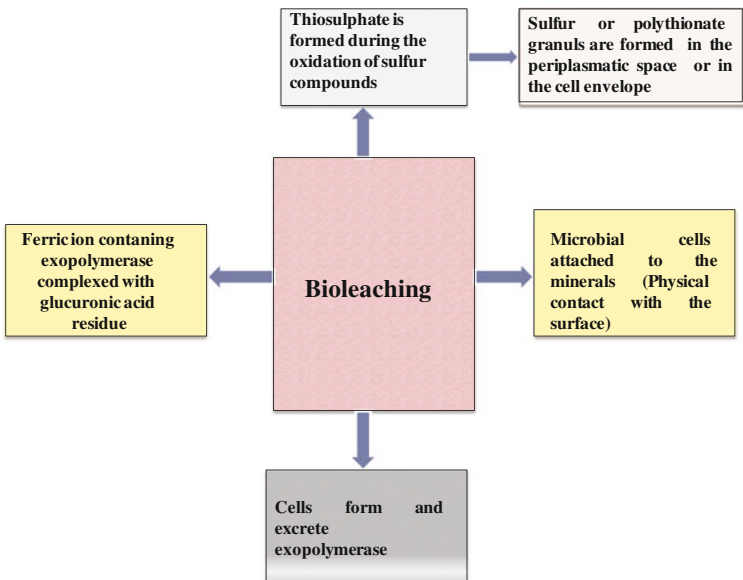 Thiosulphate is
formed during the
oxidation of sulfur
compounds
Sulfur or polythionate
granuls are formed in the
periplasmatic space or in
the cell envelope
Ferric ion contaning
exopolymerase
complexed with
glucuronic acid
residue
Bioleaching
Microbial cells
attached to the
minerals (Physical
contact with the
surface)
Cells form and
excrete
exopolymerase